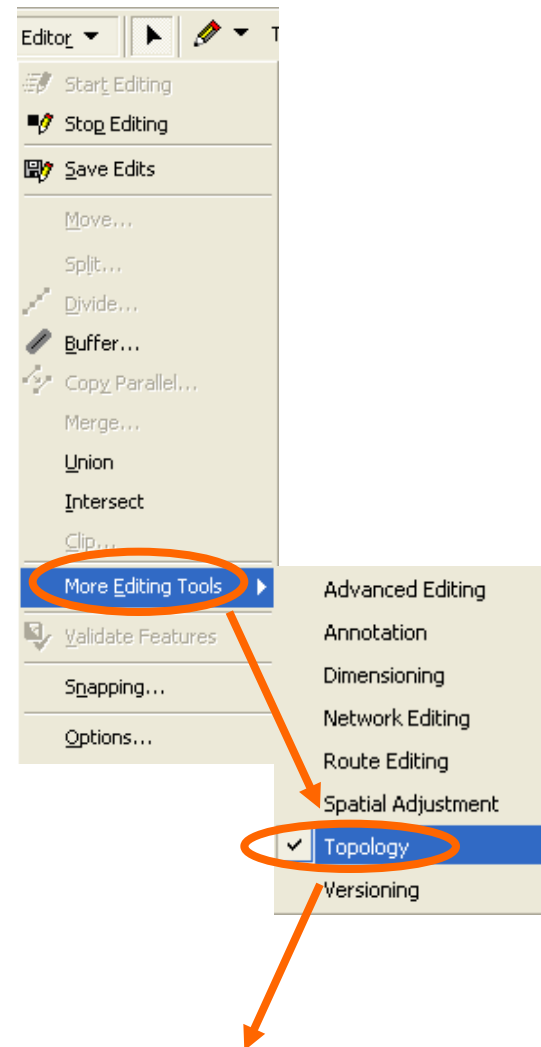 Editor
Start Editing
Stop Editing
Save Edits
Move...
Split...
Divide...
Buffer...
Copy Parallel...
Merge...
Union
Intersect
Clip...
More Editing Tools
Validate Features
Snapping...
Options...
Advanced Editing
Annotation
Dimensioning
Network Editing
Route Editing
Spatial Adjustment
Topology
Versioning